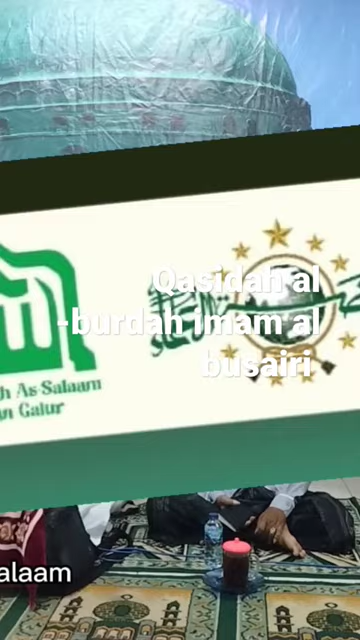 Qasidah al
-burdah imam al
busairi
h As-Salaam
n Galur
alaam